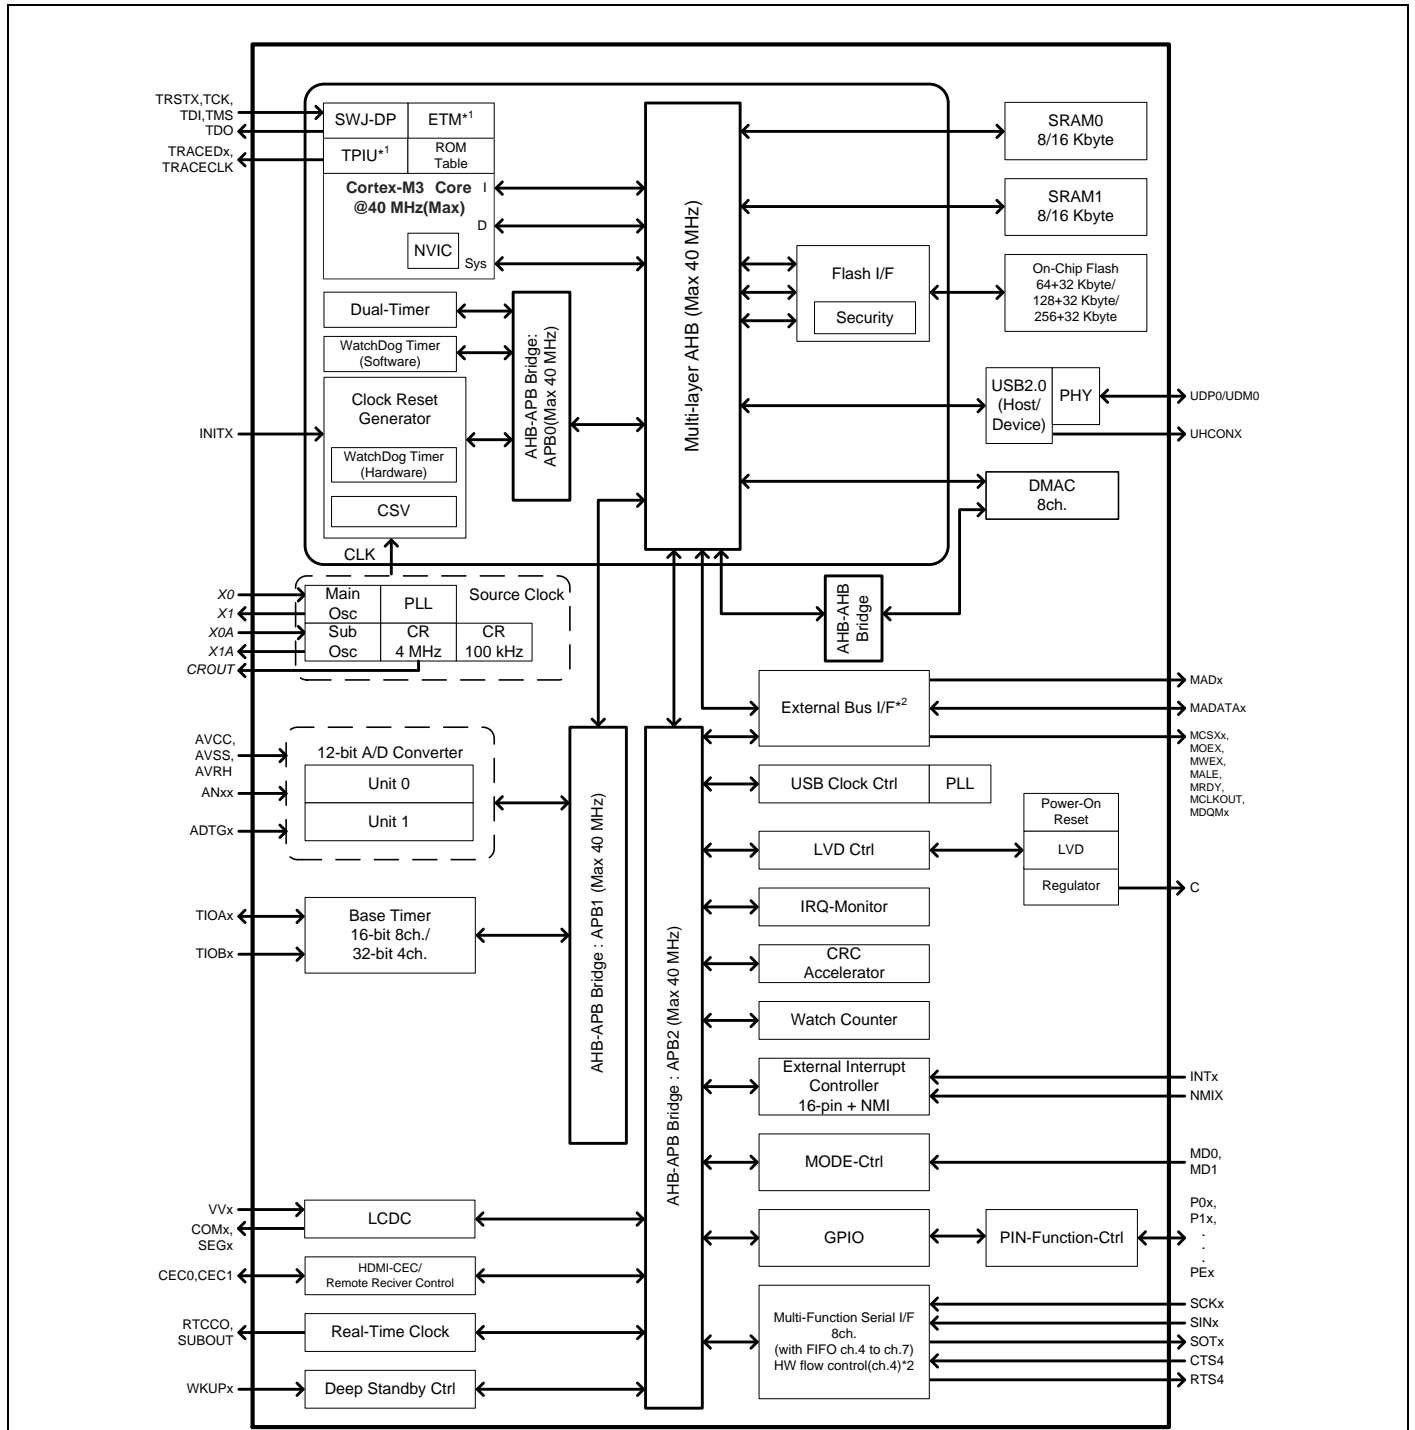 TRSTX,TCK,
TDI,TMS
TDO
TRACEDx,
TRACECLK
SWJ-DP
ETM*1
TPIU*1
ROM
Table
Cortex-M3 Core
@40 MHz(Max)
I
D
Sys
NVIC
Dual-Timer
WatchDog Timer
(Software)
Clock Reset
Generator
WatchDog Timer
(Hardware)
CSV
INITX
CLK
AHB-APB Bridge:
APB0(Max 40 MHz)
Multi-layer AHB (Max 40 MHz)
SRAM0
8/16 Kbyte
SRAM1
8/16 Kbyte
Flash I/F
Security
On-Chip Flash
64+32 Kbyte/
128+32 Kbyte/
256+32 Kbyte
USB2.0
(Host/
Device)
PHY
UDP0/UDM0
UHCONX
DMAC
8ch.
AHB-AHB
Bridge
X0
X1
X0A
X1A
CROUT
Main
Osc
PLL
Source Clock
Sub
Osc
CR
4 MHz
CR
100 kHz
AVCC,
AVSS,
AVRH
ANxx
ADTGx
12-bit A/D Converter
Unit 0
Unit 1
TIOAx
TIOBx
Base Timer
16-bit 8ch./
32-bit 4ch.
AHB-APB Bridge : APB1 (Max 40 MHz)
AHB-APB Bridge : APB2 (Max 40 MHz)
External Bus I/F*2
MADx
MADATAx
MCSXx,
MOEX,
MWEX,
MALE,
MRDY,
MCLKOUT,
MDQMx
USB Clock Ctrl
PLL
LVD Ctrl
Power-On
Reset
LVD
Regulator
C
IRQ-Monitor
CRC
Accelerator
Watch Counter
External Interrupt
Controller
16-pin + NMI
INTx
NMIX
MODE-Ctrl
MD0,
MD1
GPIO
PIN-Function-Ctrl
P0x,
P1x,
.
.
.
PEx
Multi-Function Serial I/F
8ch.
(with FIFO ch.4 to ch.7)
HW flow control(ch.4)*2
SCKx
SINx
SOTx
CTS4
RTS4
VVx
COMx,
SEGx
LCDC
CEC0,CEC1
HDMI-CEC/
Remote Reciver Control
RTCCO,
SUBOUT
Real-Time Clock
WKUPx
Deep Standby Ctrl